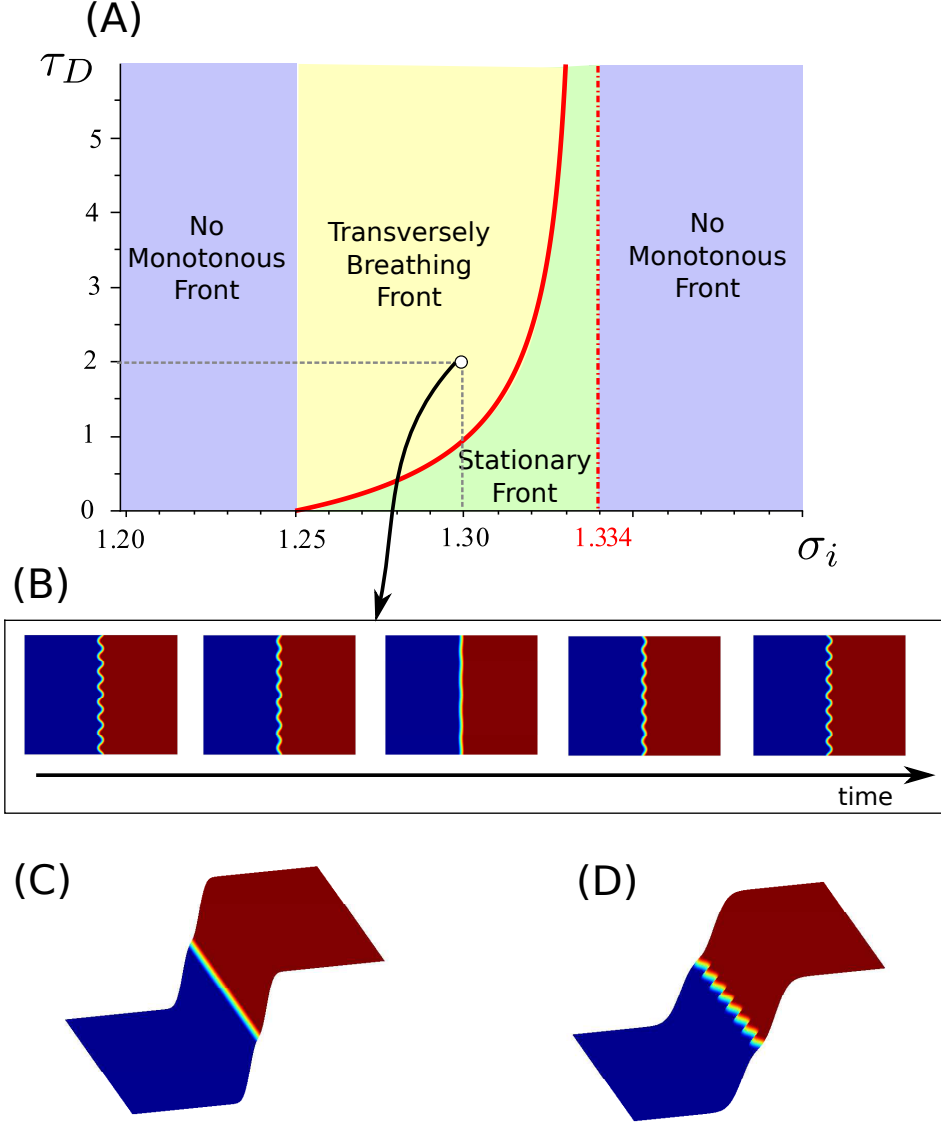 (A)
τD
5
4
3
2
1
0
No
Monotonous
Front
Transversely
Breathing
Front
No
Monotonous
Front
Stationary
Front
1.20
1.25
1.30
1.334
σi
(B)
time
(C)
(D)